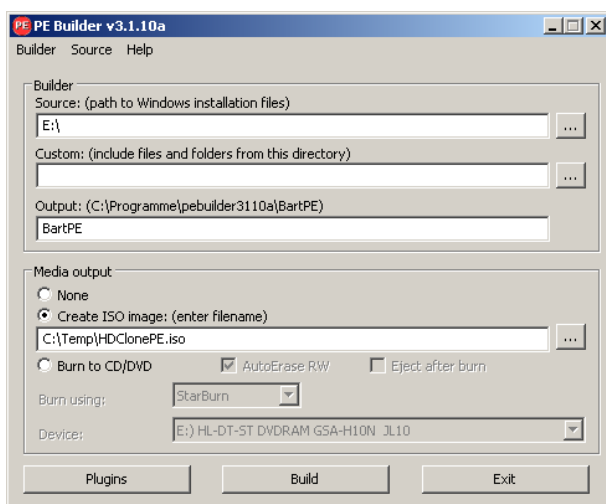 PE PE Builder v3.1.10a
Builder Source Help
Builder
Source: (path to Windows installation files)
E:\
...
Custom: (include files and folders from this directory)
...
Output: (C:\Programme\pebuilder3110a\BartPE)
BartPE
Media output
None
Create ISO image: (enter filename)
C:\Temp\HDClonePE.iso
...
Burn to CD/DVD AutoErase RW Eject after burn
Burn using: StarBurn
Device: E:) HL-DT-ST DVDRAM GSA-H10N JL10
Plugins Build Exit